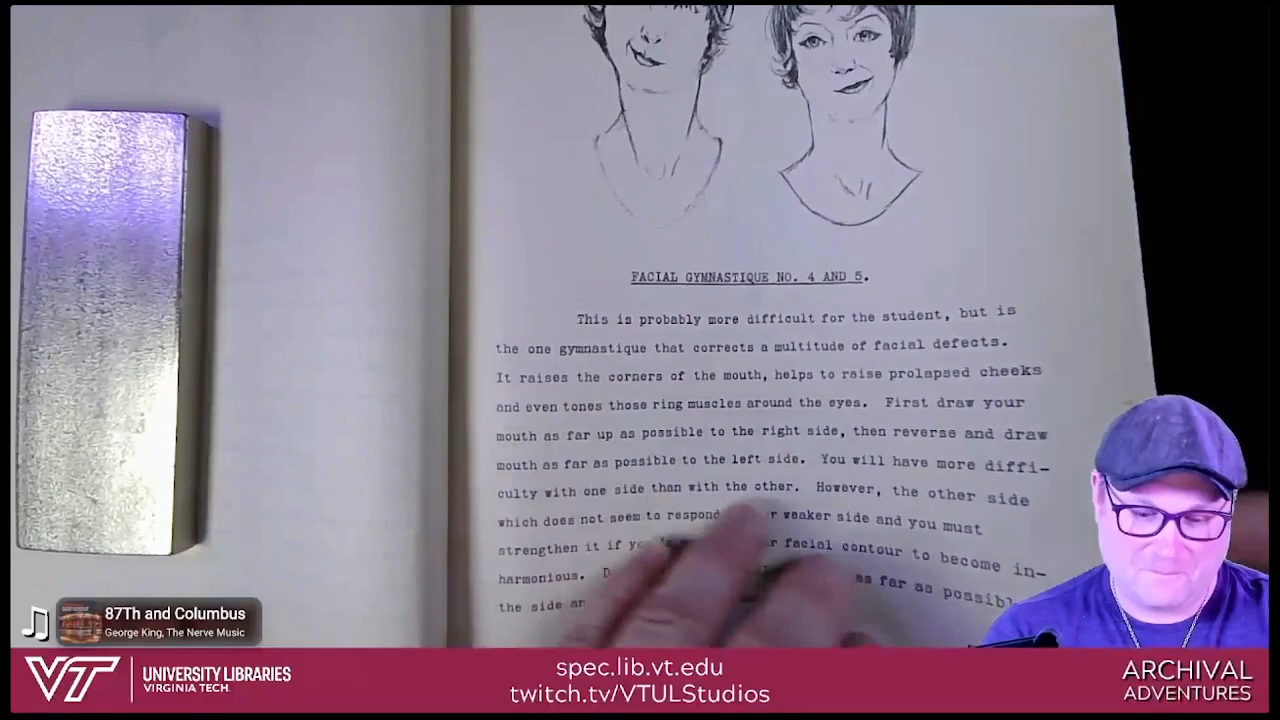 FACIAL GYMNASTIQUE NO. 4 AND 5.
This is probably more difficult for the student, but is
the one gymnastique that corrects a multitude of facial defects.
It raises the corners of the mouth, helps to raise prolapsed cheeks
and even tones those ring muscles around the eyes. First draw your
mouth as far up as possible to the right side, then reverse and draw
mouth as far as possible to the left side. You will have more diffi-
culty with one side than with the other. However, the other side
which does not seem to respond weaker side and you must
strengthen it if facial contour to become in-
harmonious. as far as possible
the side
87Th and Columbus
George King, The Nerve Music
VT UNIVERSITY LIBRARIES
VIRGINIA TECH.
spec.lib.vt.edu
twitch.tv/VTULStudios
ARCHIVAL
ADVENTURES